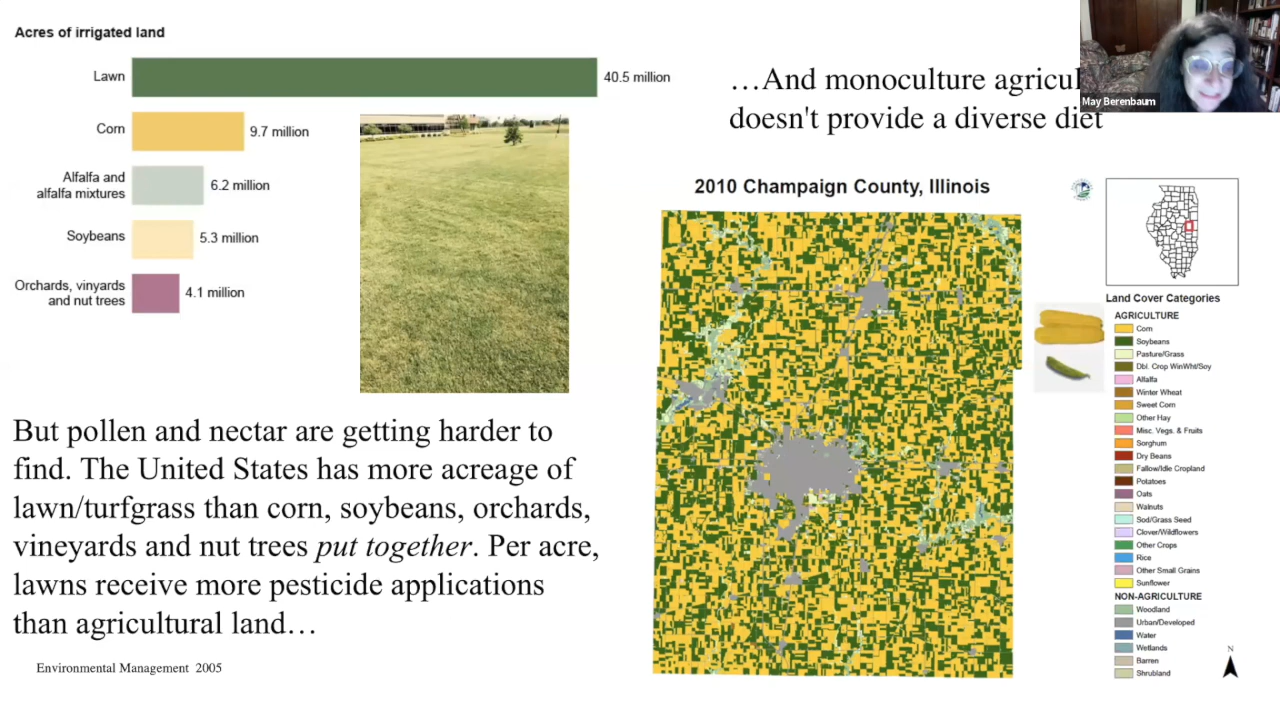 Acres of irrigated land
Lawn
40.5 million
Corn
9.7 million
Alfalfa and
alfalfa mixtures
6.2 million
Soybeans
5.3 million
Orchards, vinyards
and nut trees
4.1 million
But pollen and nectar are getting harder to
find. The United States has more acreage of
lawn/turfgrass than corn, soybeans, orchards,
vineyards and nut trees put together. Per acre,
lawns receive more pesticide applications
than agricultural land…
Environmental Management 2005
…And monoculture agricul
doesn't provide a diverse diet
May Berenbaum
2010 Champaign County, Illinois
Land Cover Categories
AGRICULTURE
Corn
Soybeans
Pasture/Grass
Dbl. Crop WinWht/Soy
Alfalfa
Winter Wheat
Sweet Corn
Other Hay
Misc. Vegs. & Fruits
Sorghum
Dry Beans
Fallow/Idle Cropland
Potatoes
Oats
Walnuts
Sod/Grass Seed
Clover/Wildflowers
Other Crops
Rice
Other Small Grains
Sunflower
NON-AGRICULTURE
Woodland
Urban/Developed
Water
Wetlands
Barren
Shrubland
N